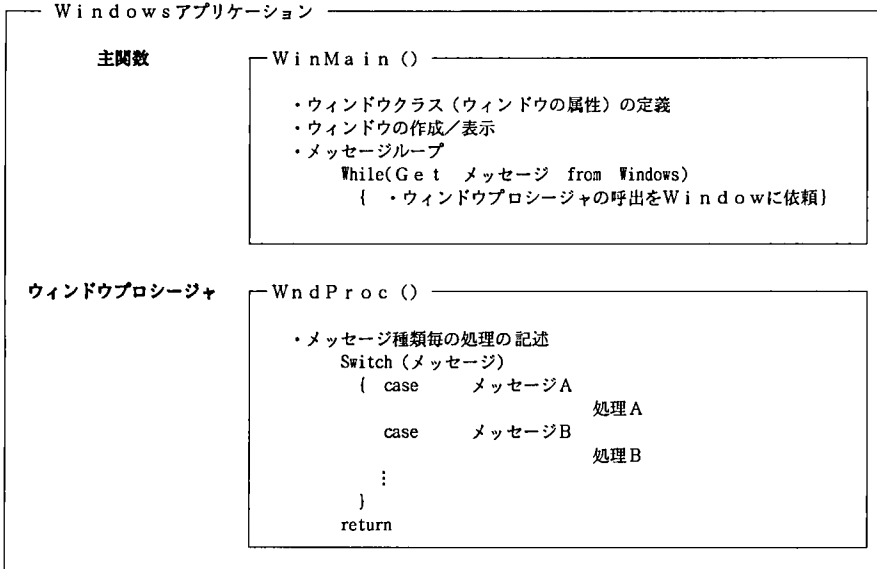 Ｗｉｎｄｏｗｓアプリケーション
主関数
ＷｉｎＭａｉｎ（）
・ウィンドウクラス（ウィンドウの属性）の定義
・ウィンドウの作成／表示
・メッセージループ
While(Ｇｅｔ　メッセージ　from　Windows)
{　・ウィンドウプロシージャの呼出をＷｉｎｄｏｗに依頼}
ウィンドウプロシージャ
ＷｎｄＰｒｏｃ（）
・メッセージ種類毎の処理の記述
Switch（メッセージ）
{　case　メッセージＡ
処理Ａ
case　メッセージＢ
処理Ｂ
⋮
}
return